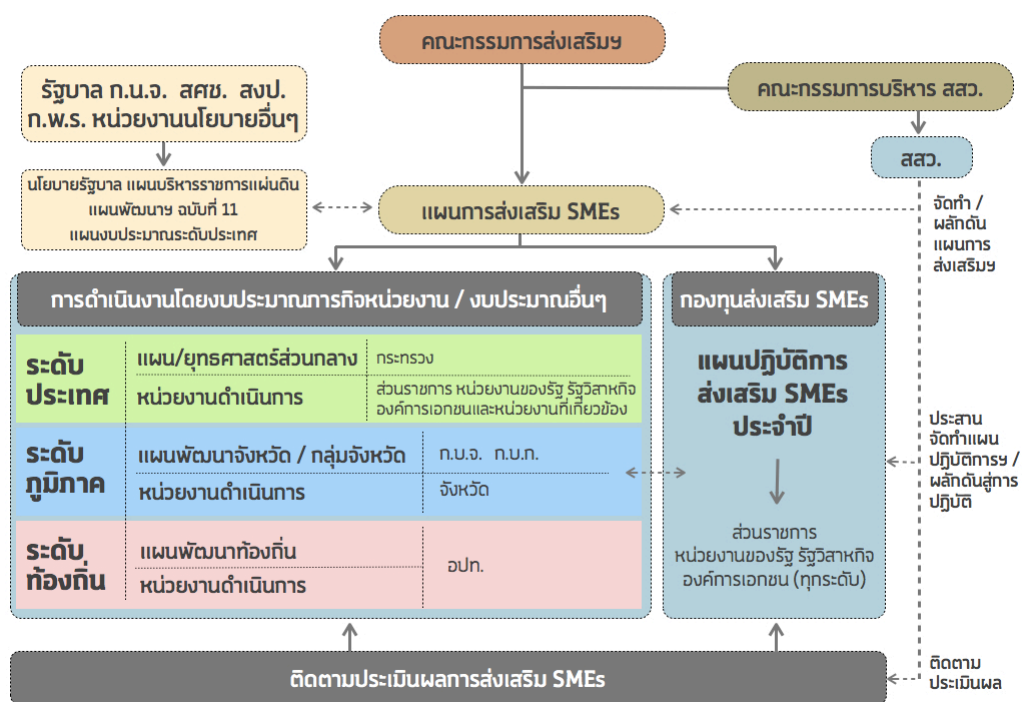 คณะกรรมการส่งเสริมฯ
รัฐบาล ก.น.จ. สศช. สงป.
ก.พ.ร. หน่วยงานนโยบายอื่นๆ
คณะกรรมการบริหาร สสว.
สสว.
นโยบายรัฐบาล แผนบริหารราชการแผ่นดิน
แผนพัฒนาฯ ฉบับที่ 11
แผนงบประมาณระดับประเทศ
แผนการส่งเสริม SMEs
จัดทำ /
ผลักดัน
แผนการ
ส่งเสริมฯ
การดำเนินงานโดยงบประมาณภารกิจหน่วยงาน / งบประมาณอื่นๆ
ระดับ
ประเทศ
แผน/ยุทธศาสตร์ส่วนกลาง
กระทรวง
หน่วยงานดำเนินการ
ส่วนราชการ หน่วยงานของรัฐ รัฐวิสาหกิจ
องค์การเอกชนและหน่วยงานที่เกี่ยวข้อง
ระดับ
ภูมิภาค
แผนพัฒนาจังหวัด / กลุ่มจังหวัด
ก.บ.จ. ก.บ.ก.
หน่วยงานดำเนินการ
จังหวัด
ระดับ
ท้องถิ่น
แผนพัฒนาท้องถิ่น
หน่วยงานดำเนินการ
อปท.
กองทุนส่งเสริม SMEs
แผนปฏิบัติการ
ส่งเสริม SMEs
ประจำปี
ส่วนราชการ
หน่วยงานของรัฐ รัฐวิสาหกิจ
องค์การเอกชน (ทุกระดับ)
ประสาน
จัดทำแผน
ปฏิบัติการฯ /
ผลักดันสู่การ
ปฏิบัติ
ติดตามประเมินผลการส่งเสริม SMEs
ติดตาม
ประเมินผล